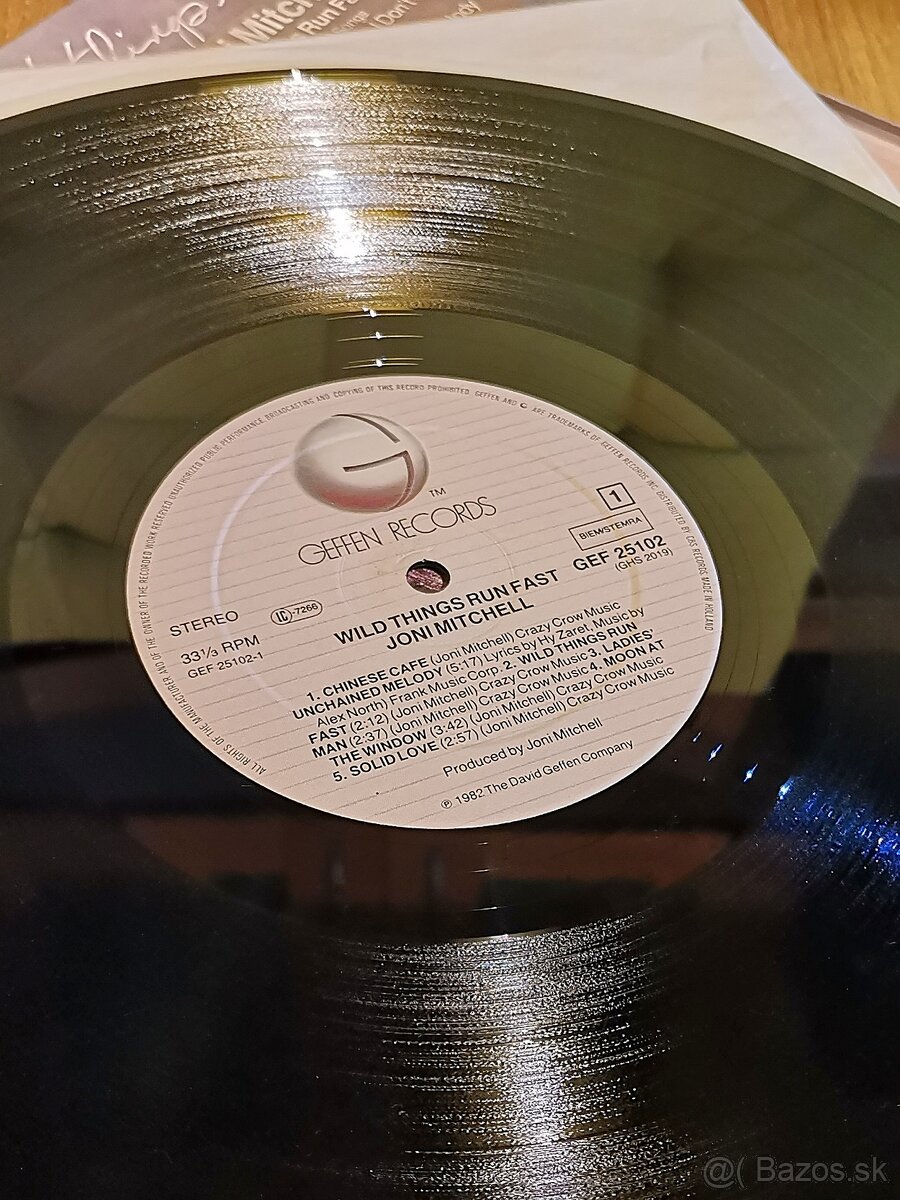 i Mitch
Run Fa
ALL RIGHTS OF THE MANUFACTURER AND OF THE OWNER OF THE RECORDED WORK RESERVED UNAUTHORIZED PUBLIC PERFORMANCE BROADCASTING AND COPYING OF THIS RECORD PROHIBITED. GEFFEN AND G ARE TRADEMARKS OF GEFFEN RECORDS INC. DISTRIBUTED BY CBS RECORDS MADE IN HOLLAND
TM
GEFFEN RECORDS
1
BIEM/STEMRA
GEF 25102
(GHS 2019)
STEREO
LC-7266
33⅓ RPM
GEF 25102-1
WILD THINGS RUN FAST
JONI MITCHELL
1. CHINESE CAFE (Joni Mitchell) Crazy Crow Music
UNCHAINED MELODY (5:17) Lyrics by Hy Zaret. Music by
Alex North) Frank Music Corp. 2. WILD THINGS RUN
FAST (2:12) (Joni Mitchell) Crazy Crow Music 3. LADIES'
MAN (2:37) (Joni Mitchell) Crazy Crow Music 4. MOON AT
THE WINDOW (3:42) (Joni Mitchell) Crazy Crow Music
5. SOLID LOVE (2:57) (Joni Mitchell) Crazy Crow Music
Produced by Joni Mitchell
℗ 1982 The David Geffen Company
@( Bazos.sk